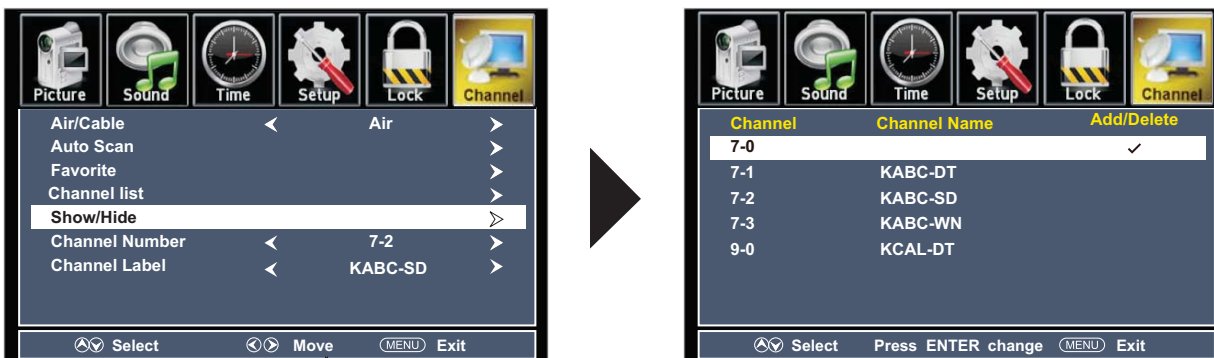 Picture Sound Time Setup Lock Channel
Air/Cable Air
Auto Scan
Favorite
Channel list
Show/Hide
Channel Number 7-2
Channel Label KABC-SD
Select Move MENU Exit
Picture Sound Time Setup Lock Channel
Channel Channel Name Add/Delete
7-0
7-1 KABC-DT
7-2 KABC-SD
7-3 KABC-WN
9-0 KCAL-DT
Select Press ENTER change MENU Exit